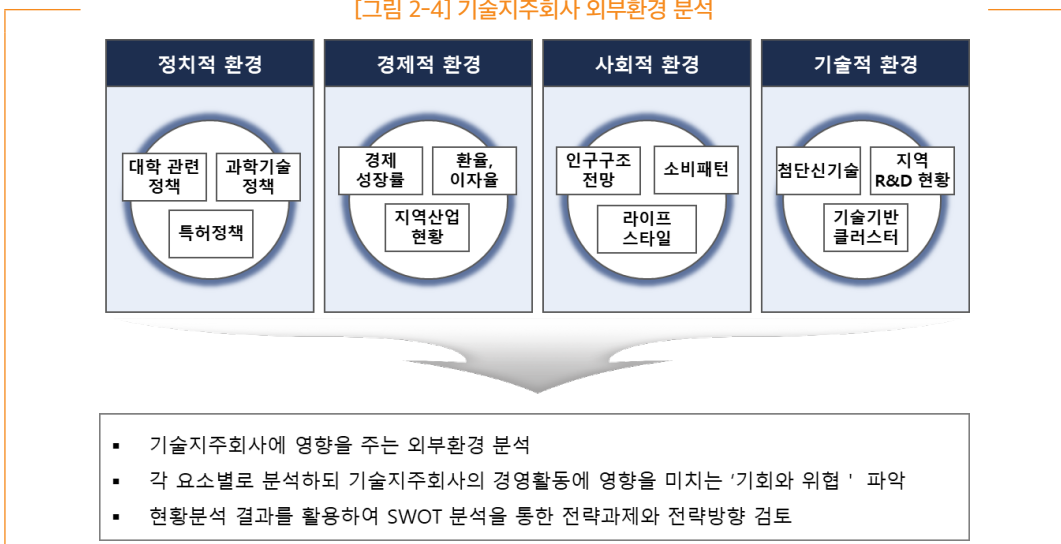 [그림 2-4] 기술지주회사 외부환경 분석
정치적 환경
대학 관련
정책
과학기술
정책
특허정책
경제적 환경
경제
성장률
환율,
이자율
지역산업
현황
사회적 환경
인구구조
전망
소비패턴
라이프
스타일
기술적 환경
첨단신기술
지역
R&D 현황
기술기반
클러스터
▪ 기술지주회사에 영향을 주는 외부환경 분석
▪ 각 요소별로 분석하되 기술지주회사의 경영활동에 영향을 미치는 ‘기회와 위협 ' 파악
▪ 현황분석 결과를 활용하여 SWOT 분석을 통한 전략과제와 전략방향 검토